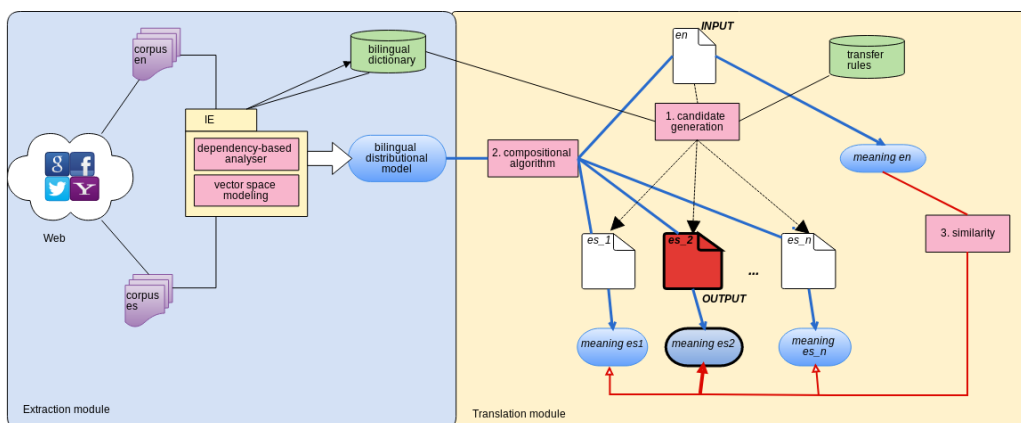 corpus
en
bilingual
dictionary
IE
dependency-based
analyser
vector space
modeling
bilingual
distributional
model
Web
corpus
es
Extraction module
INPUT
en
transfer
rules
1. candidate
generation
2. compositional
algorithm
meaning en
3. similarity
es_1
es_2
...
es_n
OUTPUT
meaning es1
meaning es2
meaning
es_n
Translation module